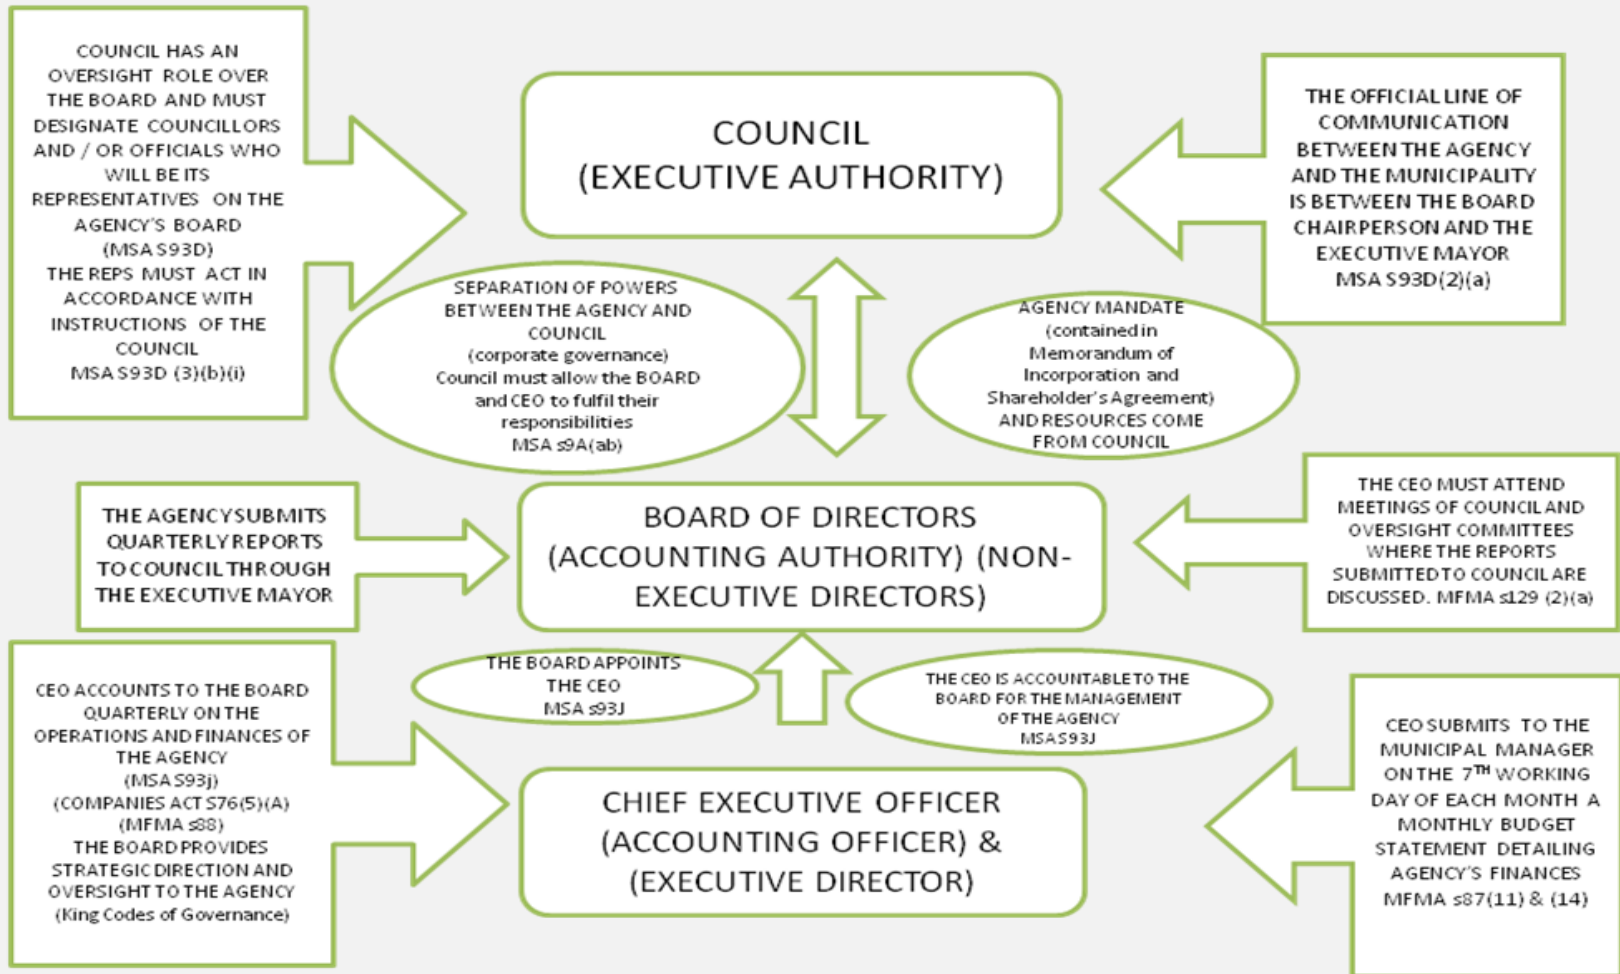 COUNCIL HAS AN
OVERSIGHT ROLE OVER
THE BOARD AND MUST
DESIGNATE COUNCILLORS
AND / OR OFFICIALS WHO
WILL BE ITS
REPRESENTATIVES ON THE
AGENCY'S BOARD
(MSA S93D)
THE REPS MUST ACT IN
ACCORDANCE WITH
INSTRUCTIONS OF THE
COUNCIL
MSA S93D (3)(b)(i)
COUNCIL
(EXECUTIVE AUTHORITY)
THE OFFICIAL LINE OF
COMMUNICATION
BETWEEN THE AGENCY
AND THE MUNICIPALITY
IS BETWEEN THE BOARD
CHAIRPERSON AND THE
EXECUTIVE MAYOR
MSA S93D(2)(a)
SEPARATION OF POWERS
BETWEEN THE AGENCY AND
COUNCIL
(corporate governance)
Council must allow the BOARD
and CEO to fulfil their
responsibilities
MSA s9A(ab)
AGENCY MANDATE
(contained in
Memorandum of
Incorporation and
Shareholder's Agreement)
AND RESOURCES COME
FROM COUNCIL
THE AGENCY SUBMITS
QUARTERLY REPORTS
TO COUNCIL THROUGH
THE EXECUTIVE MAYOR
BOARD OF DIRECTORS
(ACCOUNTING AUTHORITY) (NON-
EXECUTIVE DIRECTORS)
THE CEO MUST ATTEND
MEETINGS OF COUNCIL AND
OVERSIGHT COMMITTEES
WHERE THE REPORTS
SUBMITTED TO COUNCIL ARE
DISCUSSED. MFMA s129 (2)(a)
THE BOARD APPOINTS
THE CEO
MSA s93J
THE CEO IS ACCOUNTABLE TO THE
BOARD FOR THE MANAGEMENT
OF THE AGENCY
MSA S93J
CEO ACCOUNTS TO THE BOARD
QUARTERLY ON THE
OPERATIONS AND FINANCES OF
THE AGENCY
(MSA S93j)
(COMPANIES ACT S76(5)(A)
(MFMA s88)
THE BOARD PROVIDES
STRATEGIC DIRECTION AND
OVERSIGHT TO THE AGENCY
(King Codes of Governance)
CHIEF EXECUTIVE OFFICER
(ACCOUNTING OFFICER) &
(EXECUTIVE DIRECTOR)
CEO SUBMITS TO THE
MUNICIPAL MANAGER
ON THE 7TH WORKING
DAY OF EACH MONTH A
MONTHLY BUDGET
STATEMENT DETAILING
AGENCY'S FINANCES
MFMA s87(11) & (14)